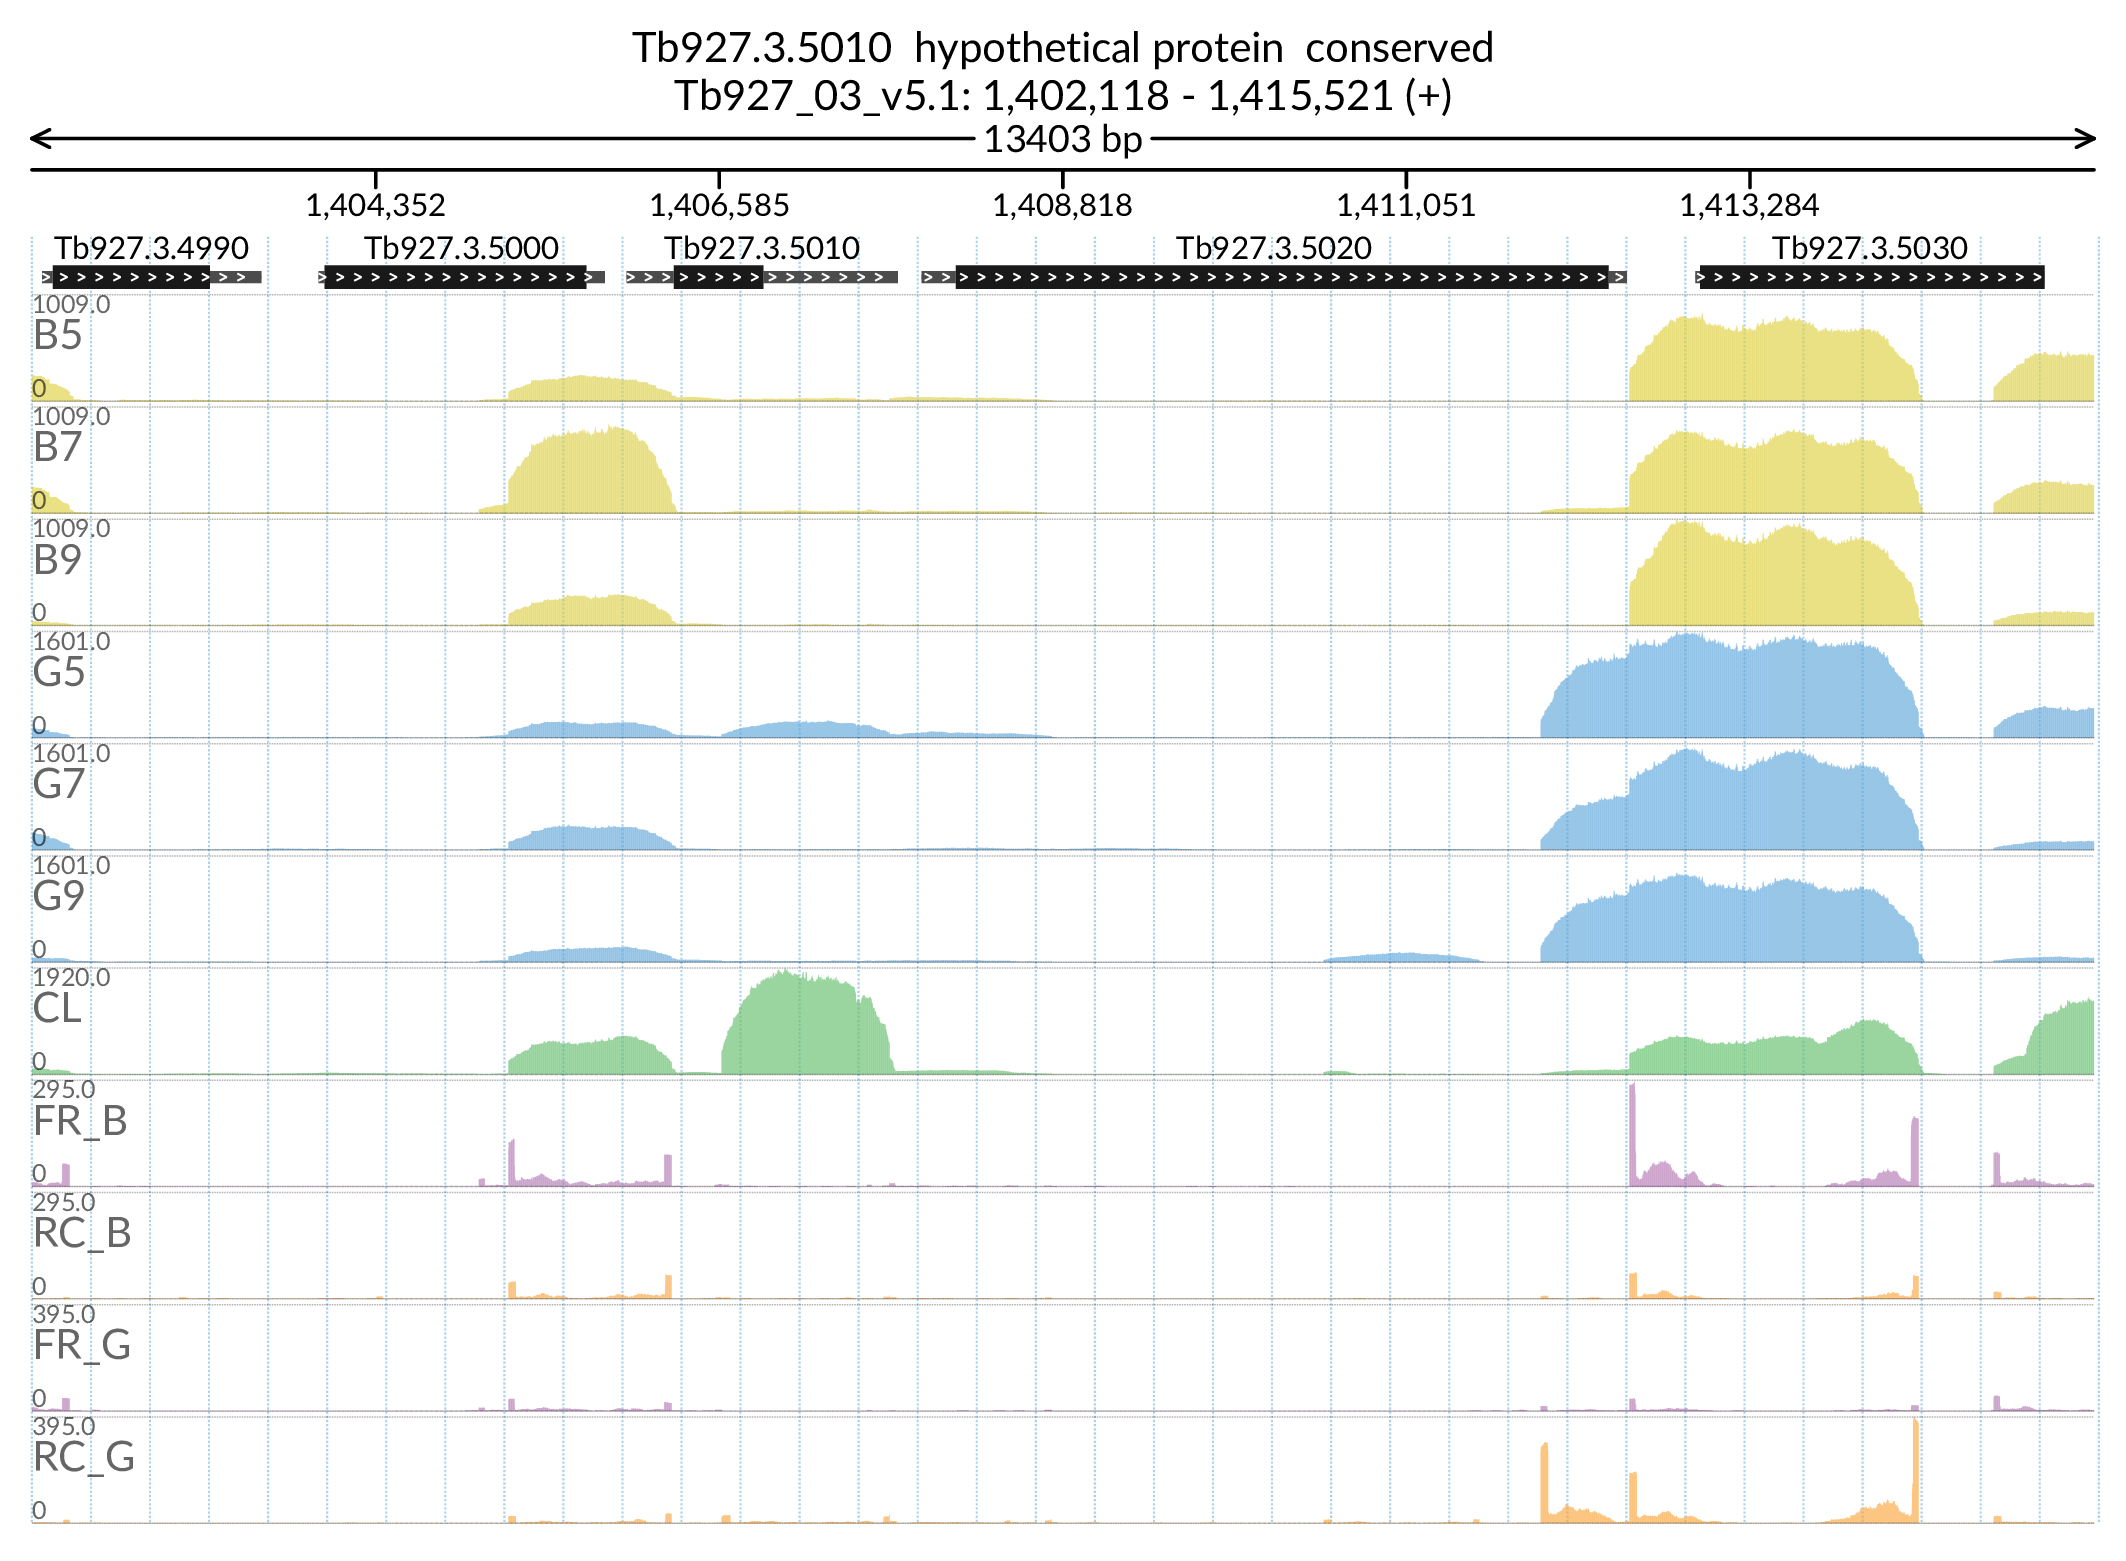 Tb927.3.5010 hypothetical protein conserved
Tb927_03_v5.1: 1,402,118 - 1,415,521 (+)
13403 bp
1,404,352 1,406,585 1,408,818 1,411,051 1,413,284
Tb927.3.4990 Tb927.3.5000 Tb927.3.5010 Tb927.3.5020 Tb927.3.5030
1009.0
B5
0
1009.0
B7
0
1009.0
B9
0
1601.0
G5
0
1601.0
G7
0
1601.0
G9
0
1920.0
CL
0
295.0
FR_B
0
295.0
RC_B
0
395.0
FR_G
0
395.0
RC_G
0